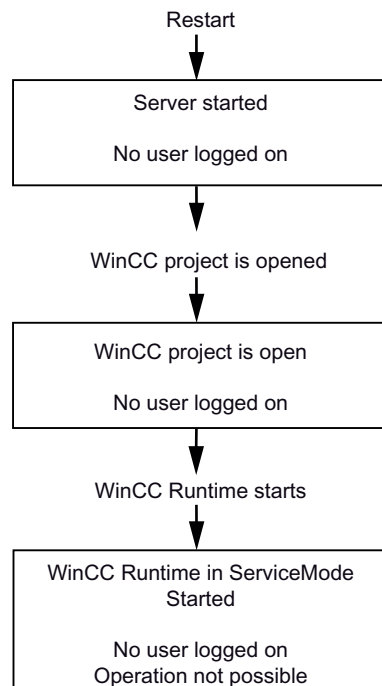 Restart
Server started
No user logged on
WinCC project is opened
WinCC project is open
No user logged on
WinCC Runtime starts
WinCC Runtime in ServiceMode
Started
No user logged on
Operation not possible